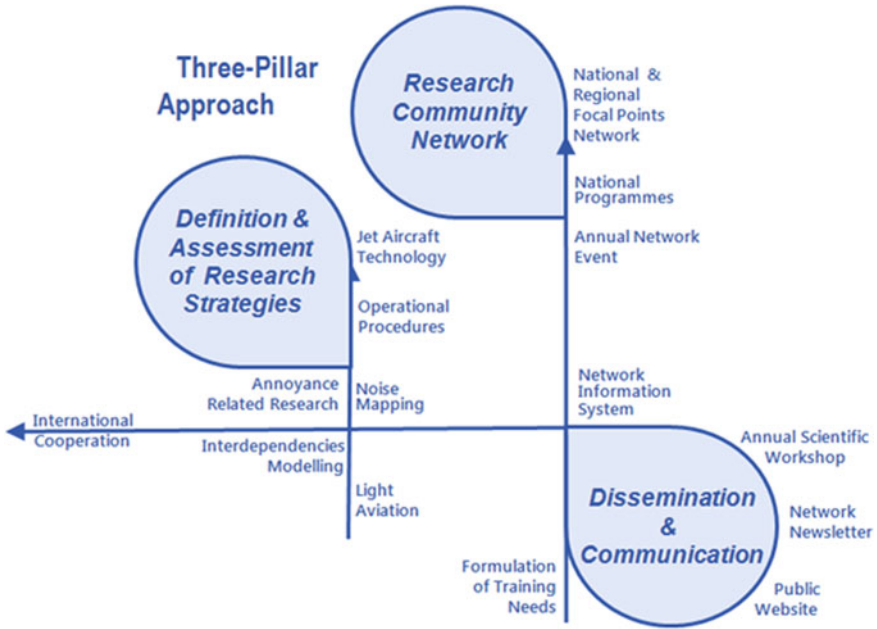 Three-Pillar
Approach
Research
Community
Network
National &
Regional
Focal Points
Network
National
Programmes
Annual Network
Event
Definition &
Assessment
of Research
Strategies
Jet Aircraft
Technology
Operational
Procedures
Annoyance
Related Research
Noise
Mapping
Network
Information
System
International
Cooperation
Interdependencies
Modelling
Light
Aviation
Annual Scientific
Workshop
Dissemination
&
Communication
Network
Newsletter
Formulation
of Training
Needs
Public
Website